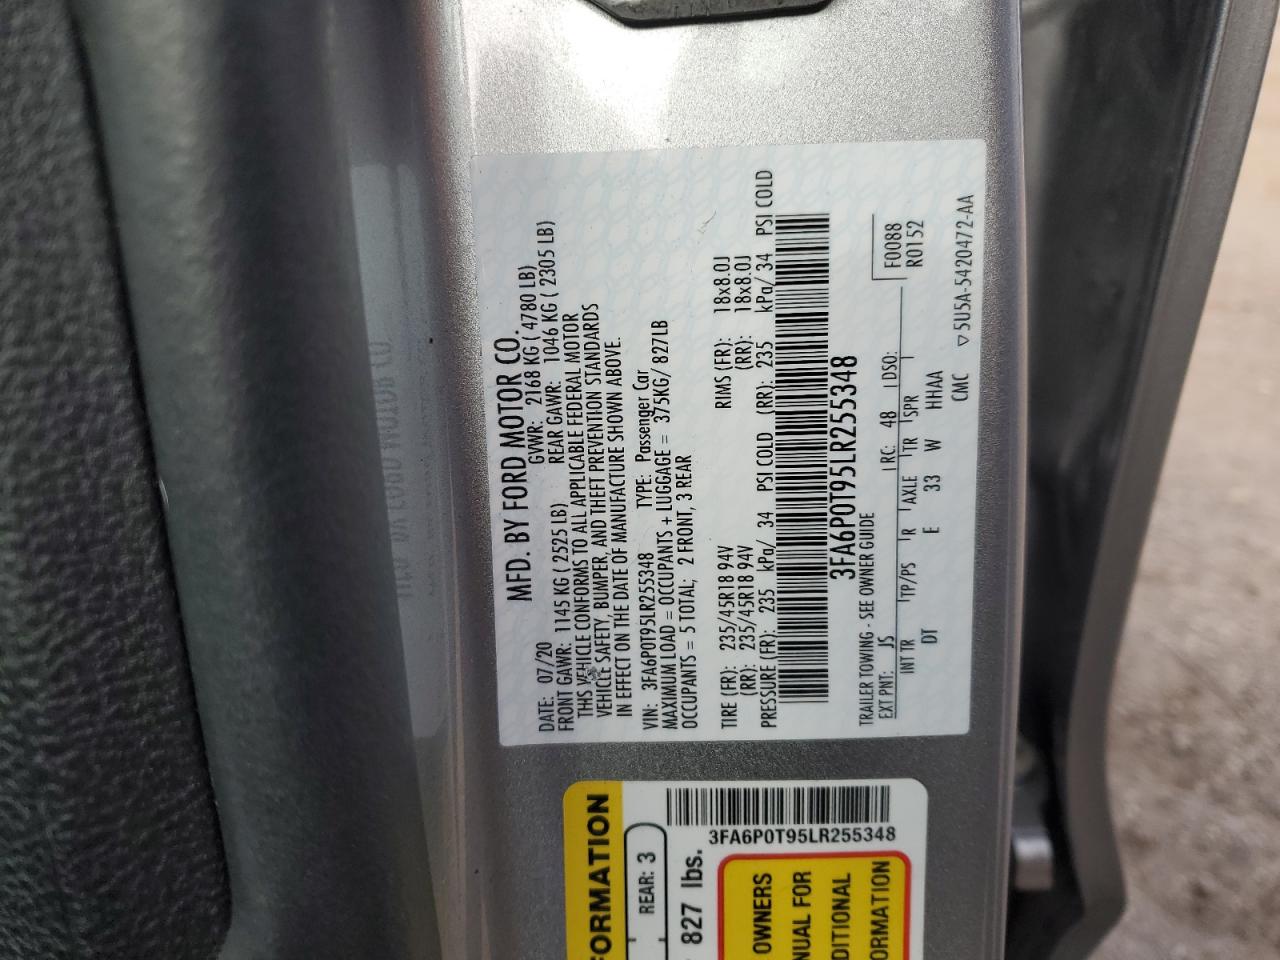 MFD. BY FORD MOTOR CO.
DATE: 07/20 GVWR: 2168 KG ( 4780 LB)
FRONT GAWR: 1145 KG ( 2525 LB) REAR GAWR: 1046 KG ( 2305 LB)
THIS VEHICLE CONFORMS TO ALL APPLICABLE FEDERAL MOTOR
VEHICLE SAFETY, BUMPER, AND THEFT PREVENTION STANDARDS
IN EFFECT ON THE DATE OF MANUFACTURE SHOWN ABOVE.
VIN: 3FA6P0T95LR255348 TYPE: Passenger Car
MAXIMUM LOAD = OCCUPANTS + LUGGAGE = 375KG/ 827LB
OCCUPANTS = 5 TOTAL; 2 FRONT, 3 REAR
TIRE (FR): 235/45R18 94V RIMS (FR): 18x8.0J
(RR): 235/45R18 94V (RR): 18x8.0J
PRESSURE (FR): 235 kPa/ 34 PSI COLD (RR): 235 kPa/ 34 PSI COLD
3FA6P0T95LR255348
TRAILER TOWING - SEE OWNER GUIDE F0088
EXT PNT: JS RC: 48 DSO: R0152
INT TR TP/PS R AXLE TR SPR
DT E 33 W HHAA
CMC ▽5U5A-5420472-AA
FORMATION
REAR: 3
827 lbs.
3FA6P0T95LR255348
OWNERS
NUAL FOR
DITIONAL
ORMATION